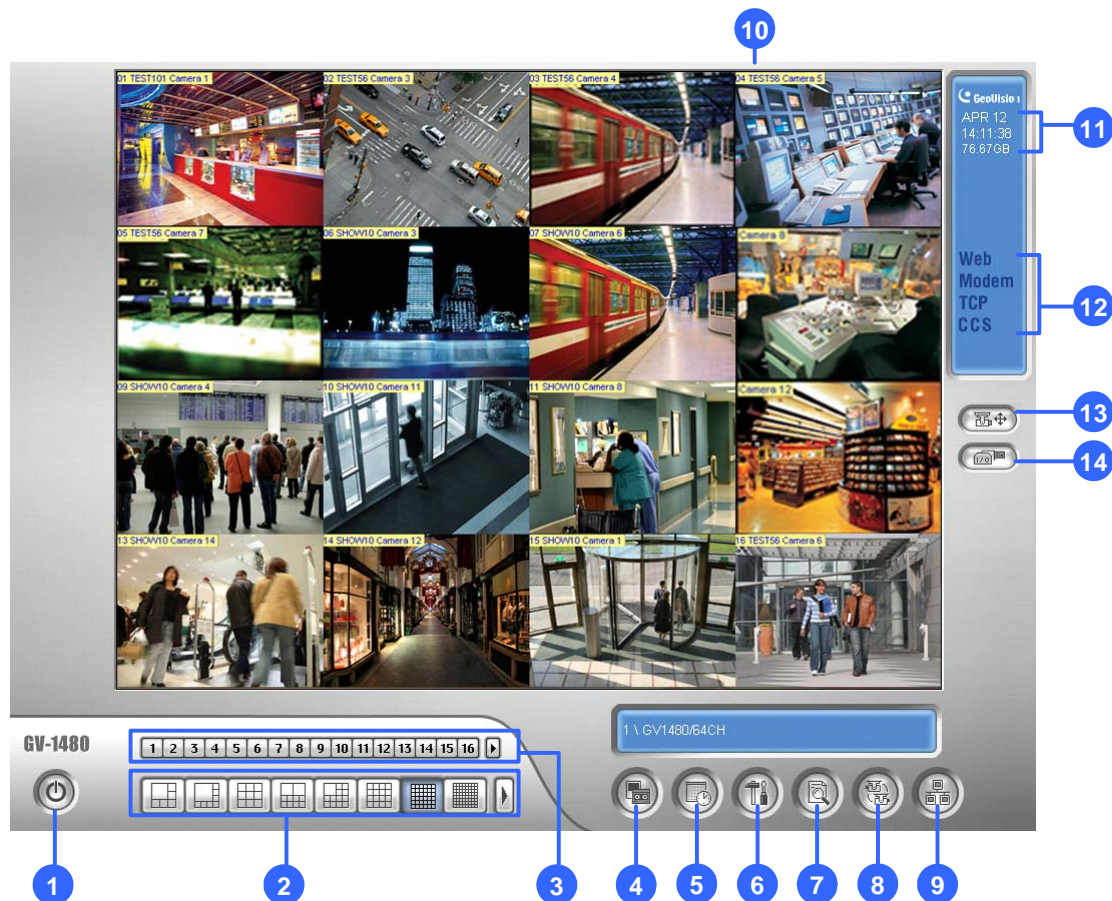 10
01 TEST101 Camera 1
02 TEST56 Camera 3
03 TEST56 Camera 4
04 TEST56 Camera 5
GeoVisio
APR 12
14:11:38
76.67GB
11
05 TEST56 Camera 7
06 SHOW10 Camera 3
07 SHOW10 Camera 6
Camera 8
Web
Modem
TCP
CCS
12
09 SHOW10 Camera 4
10 SHOW10 Camera 11
11 SHOW10 Camera 8
Camera 12
13
I/O
14
13 SHOW10 Camera 14
14 SHOW10 Camera 12
15 SHOW10 Camera 1
16 TEST56 Camera 6
1 \ GV1480/64CH
GV-1480
1 2 3 4 5 6 7 8 9 10 11 12 13 14 15 16
1
2
3
4
5
6
7
8
9